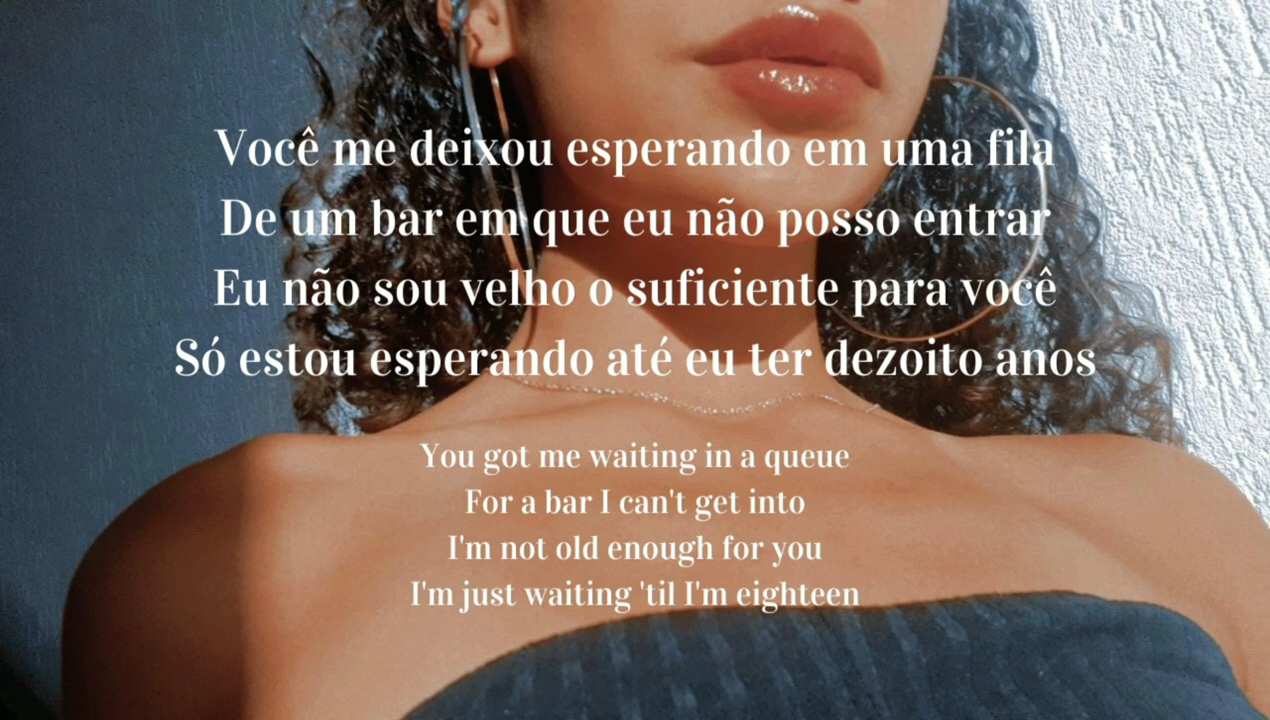 Você me deixou esperando em uma fila
De um bar em que eu não posso entrar
Eu não sou velho o suficiente para você
Só estou esperando até eu ter dezoito anos
You got me waiting in a queue
For a bar I can't get into
I'm not old enough for you
I'm just waiting 'til I'm eighteen